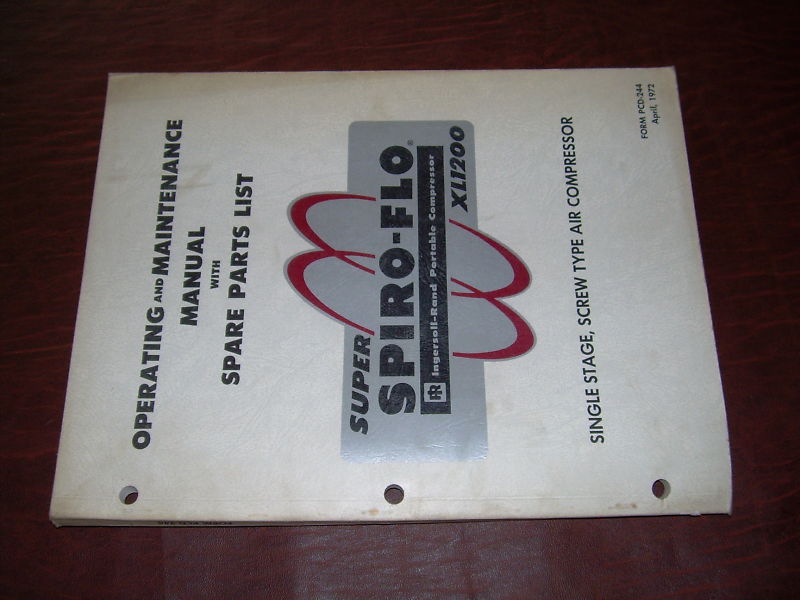 OPERATING AND MAINTENANCE
MANUAL
WITH
SPARE PARTS LIST
SUPER
SPIRO-FLO®
IR Ingersoll-Rand Portable Compressor
XL1200
SINGLE STAGE, SCREW TYPE AIR COMPRESSOR
FORM PCD-244
April, 1972